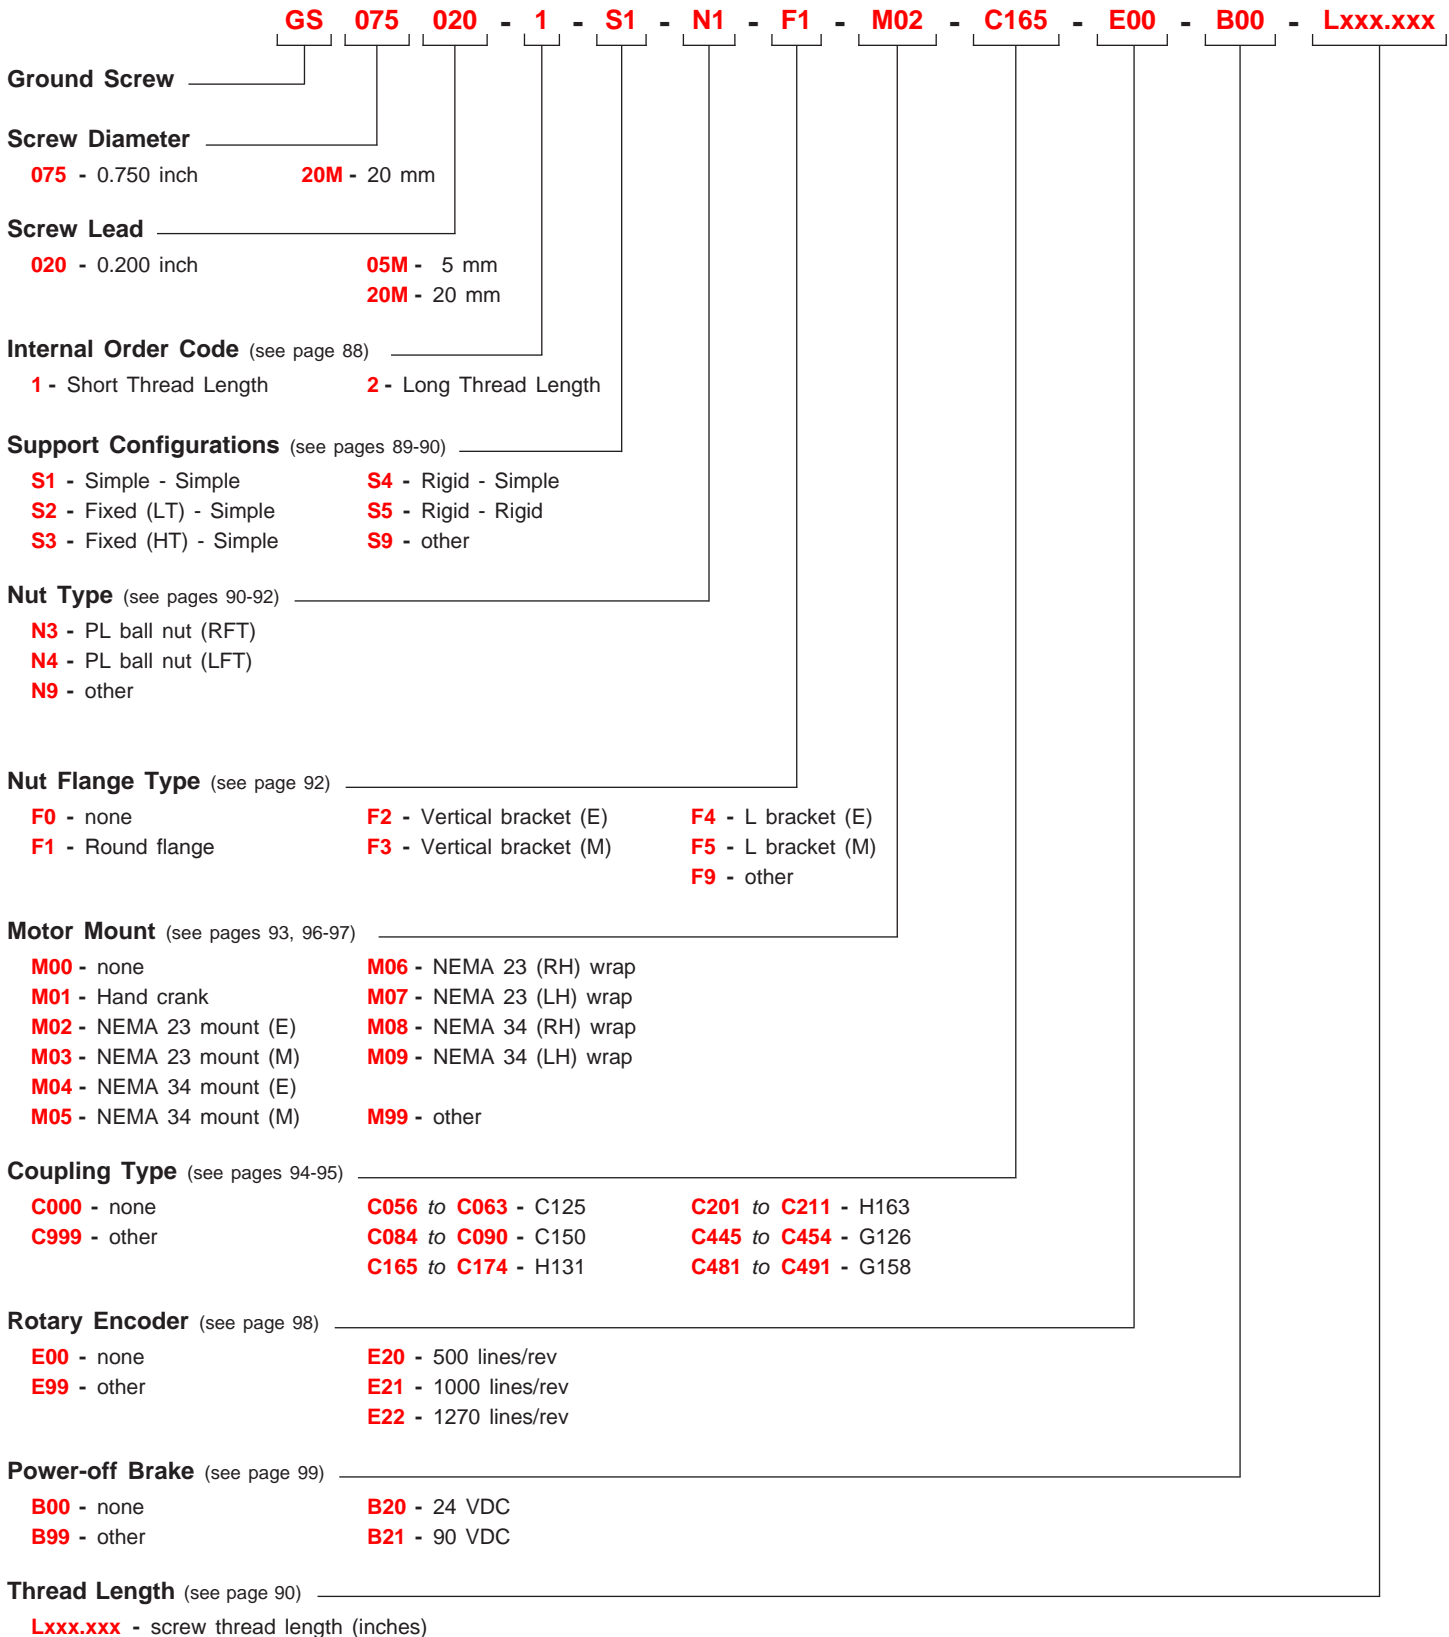 GS 075 020 - 1 - S1 - N1 - F1 - M02 - C165 - E00 - B00 - Lxxx.xxx
Ground Screw
Screw Diameter
075 - 0.750 inch 20M - 20 mm
Screw Lead
020 - 0.200 inch 05M - 5 mm
20M - 20 mm
Internal Order Code (see page 88)
1 - Short Thread Length 2 - Long Thread Length
Support Configurations (see pages 89-90)
S1 - Simple - Simple S4 - Rigid - Simple
S2 - Fixed (LT) - Simple S5 - Rigid - Rigid
S3 - Fixed (HT) - Simple S9 - other
Nut Type (see pages 90-92)
N3 - PL ball nut (RFT)
N4 - PL ball nut (LFT)
N9 - other
Nut Flange Type (see page 92)
F0 - none F2 - Vertical bracket (E) F4 - L bracket (E)
F1 - Round flange F3 - Vertical bracket (M) F5 - L bracket (M)
F9 - other
Motor Mount (see pages 93, 96-97)
M00 - none M06 - NEMA 23 (RH) wrap
M01 - Hand crank M07 - NEMA 23 (LH) wrap
M02 - NEMA 23 mount (E) M08 - NEMA 34 (RH) wrap
M03 - NEMA 23 mount (M) M09 - NEMA 34 (LH) wrap
M04 - NEMA 34 mount (E)
M05 - NEMA 34 mount (M) M99 - other
Coupling Type (see pages 94-95)
C000 - none C056 to C063 - C125 C201 to C211 - H163
C999 - other C084 to C090 - C150 C445 to C454 - G126
C165 to C174 - H131 C481 to C491 - G158
Rotary Encoder (see page 98)
E00 - none E20 - 500 lines/rev
E99 - other E21 - 1000 lines/rev
E22 - 1270 lines/rev
Power-off Brake (see page 99)
B00 - none B20 - 24 VDC
B99 - other B21 - 90 VDC
Thread Length (see page 90)
Lxxx.xxx - screw thread length (inches)